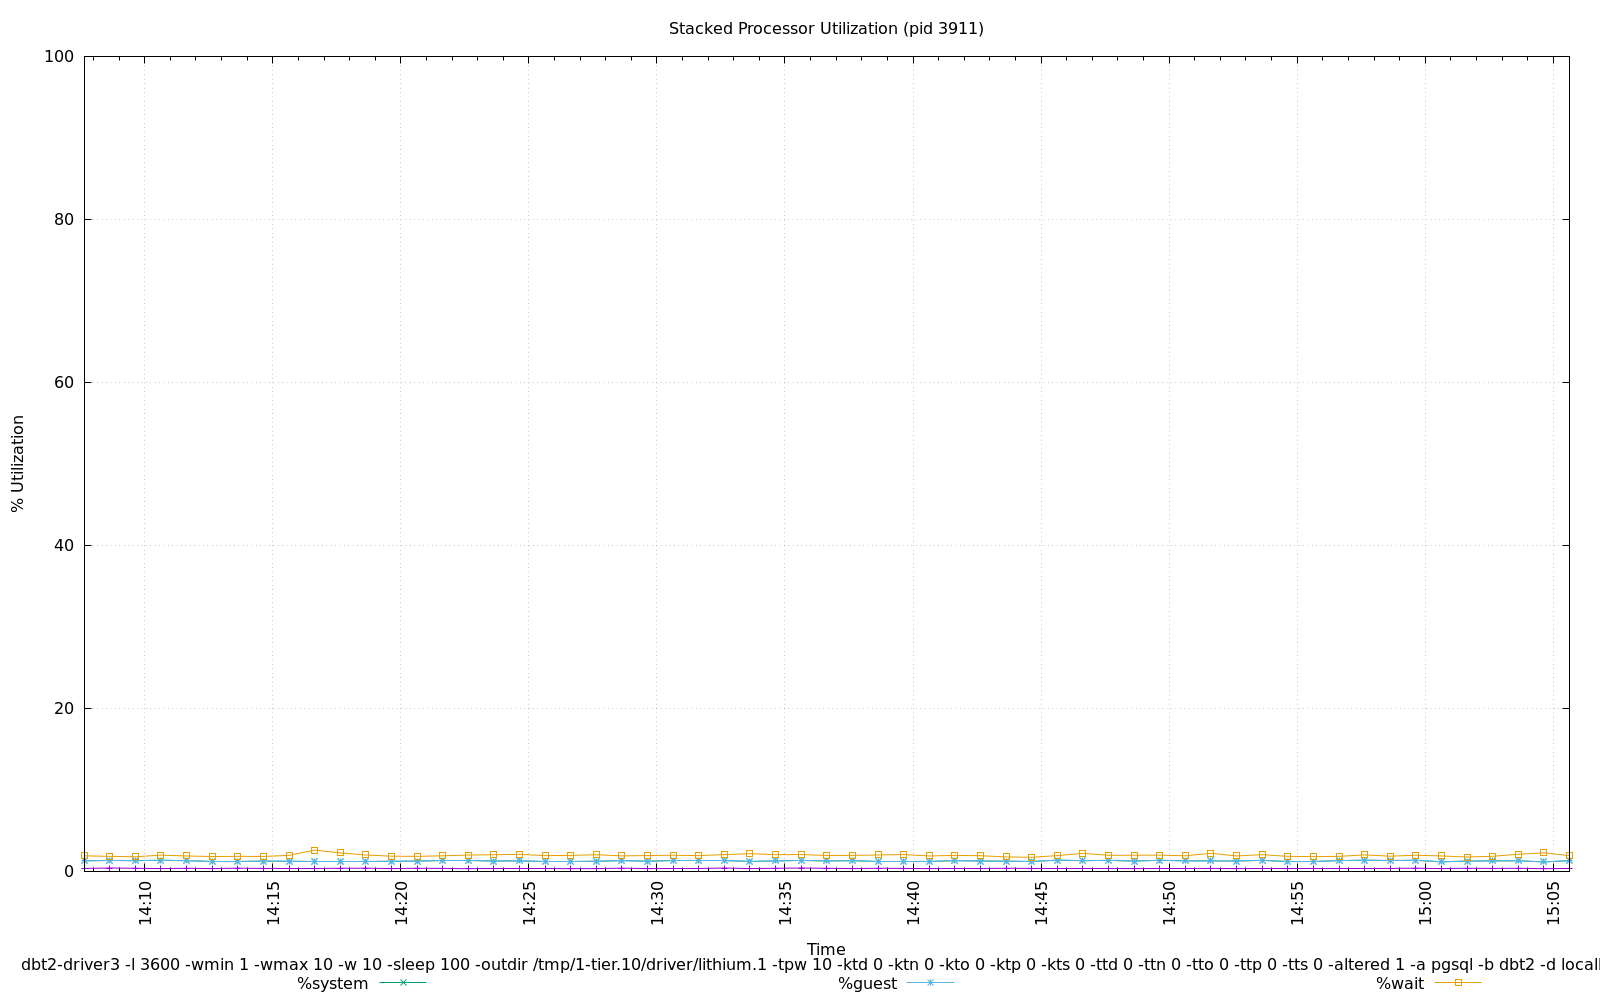 Stacked Processor Utilization (pid 3911)
100
80
60
40
20
0
% Utilization
14:10
14:15
14:20
14:25
14:30
14:35
14:40
14:45
14:50
14:55
15:00
15:05
Time
dbt2-driver3 -l 3600 -wmin 1 -wmax 10 -w 10 -sleep 100 -outdir /tmp/1-tier.10/driver/lithium.1 -tpw 10 -ktd 0 -ktn 0 -kto 0 -ktp 0 -kts 0 -ttd 0 -ttn 0 -tto 0 -ttp 0 -tts 0 -altered 1 -a pgsql -b dbt2 -d local
%system
%guest
%wait